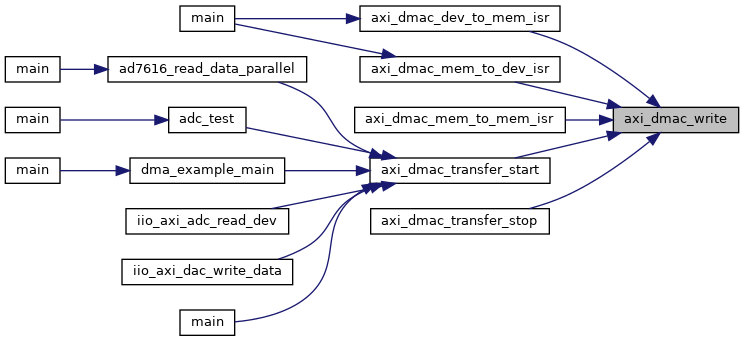 main
axi_dmac_dev_to_mem_isr
main
ad7616_read_data_parallel
axi_dmac_mem_to_dev_isr
main
adc_test
axi_dmac_mem_to_mem_isr
axi_dmac_write
main
dma_example_main
axi_dmac_transfer_start
iio_axi_adc_read_dev
axi_dmac_transfer_stop
iio_axi_dac_write_data
main